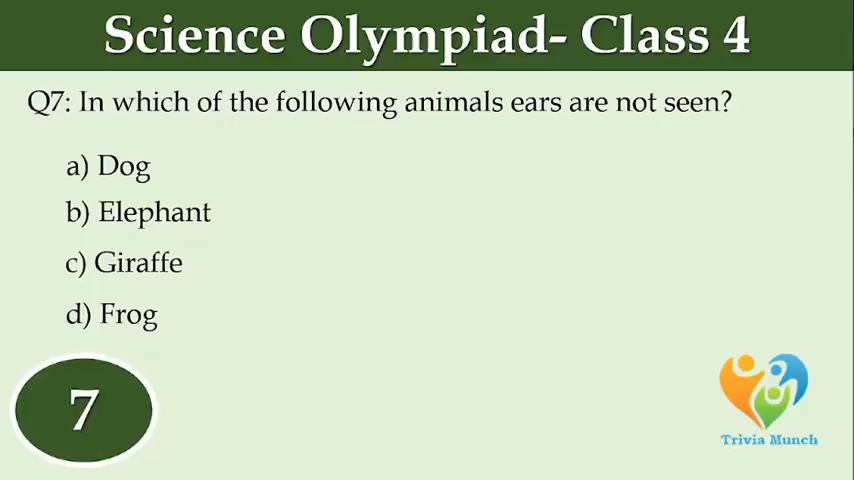 Science Olympiad- Class 4
Q7: In which of the following animals ears are not seen?
a) Dog
b) Elephant
c) Giraffe
d) Frog
7
Trivia Munch